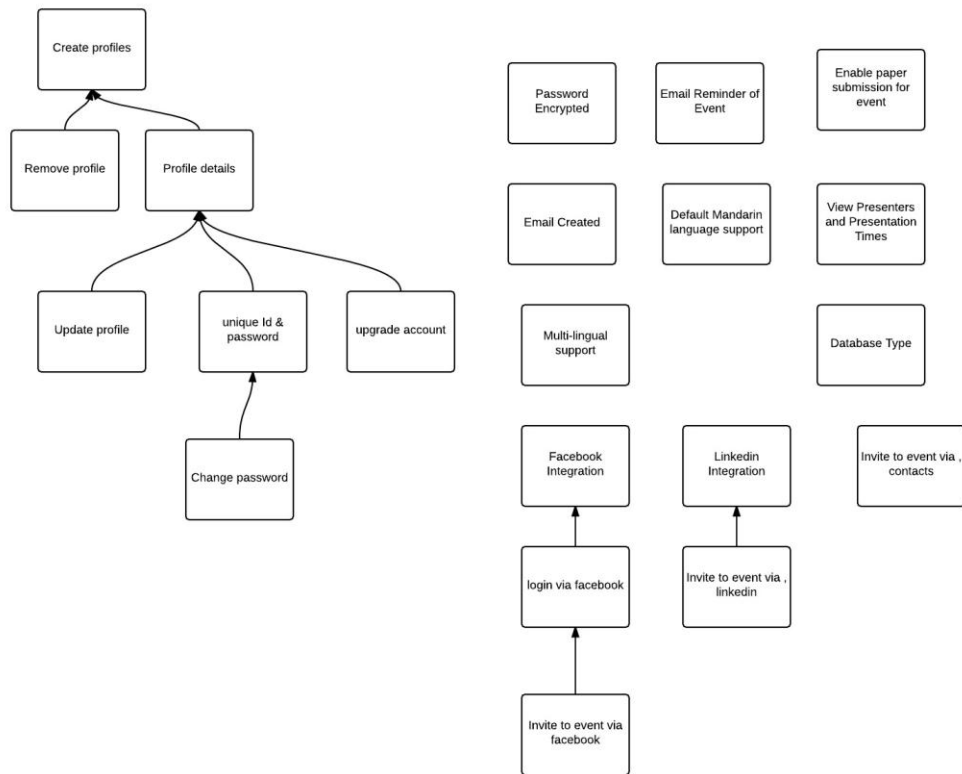 Create profiles
Remove profile
Profile details
Update profile
unique Id &
password
upgrade account
Change password
Password
Encrypted
Email Reminder of
Event
Enable paper
submission for
event
Email Created
Default Mandarin
language support
View Presenters
and Presentation
Times
Multi-lingual
support
Database Type
Facebook
Integration
Linkedin
Integration
Invite to event via ,
contacts
login via facebook
Invite to event via ,
linkedin
Invite to event via
facebook